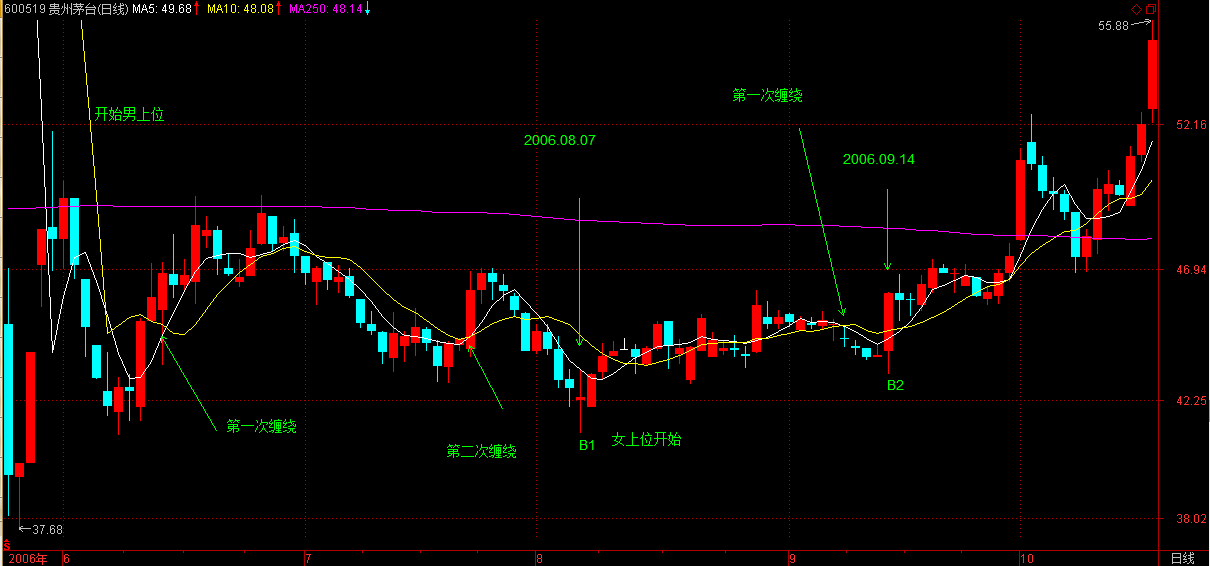 600519 贵州茅台(日线) MA5: 49.68↑ MA10: 48.08↑ MA250: 48.14↓
55.88
第一次缠绕
开始男上位
52.16
2006.08.07
2006.09.14
46.94
B2
42.25
第一次缠绕
女上位开始
B1
第二次缠绕
38.02
37.68
S
2006年 6 7 8 9 10 日线